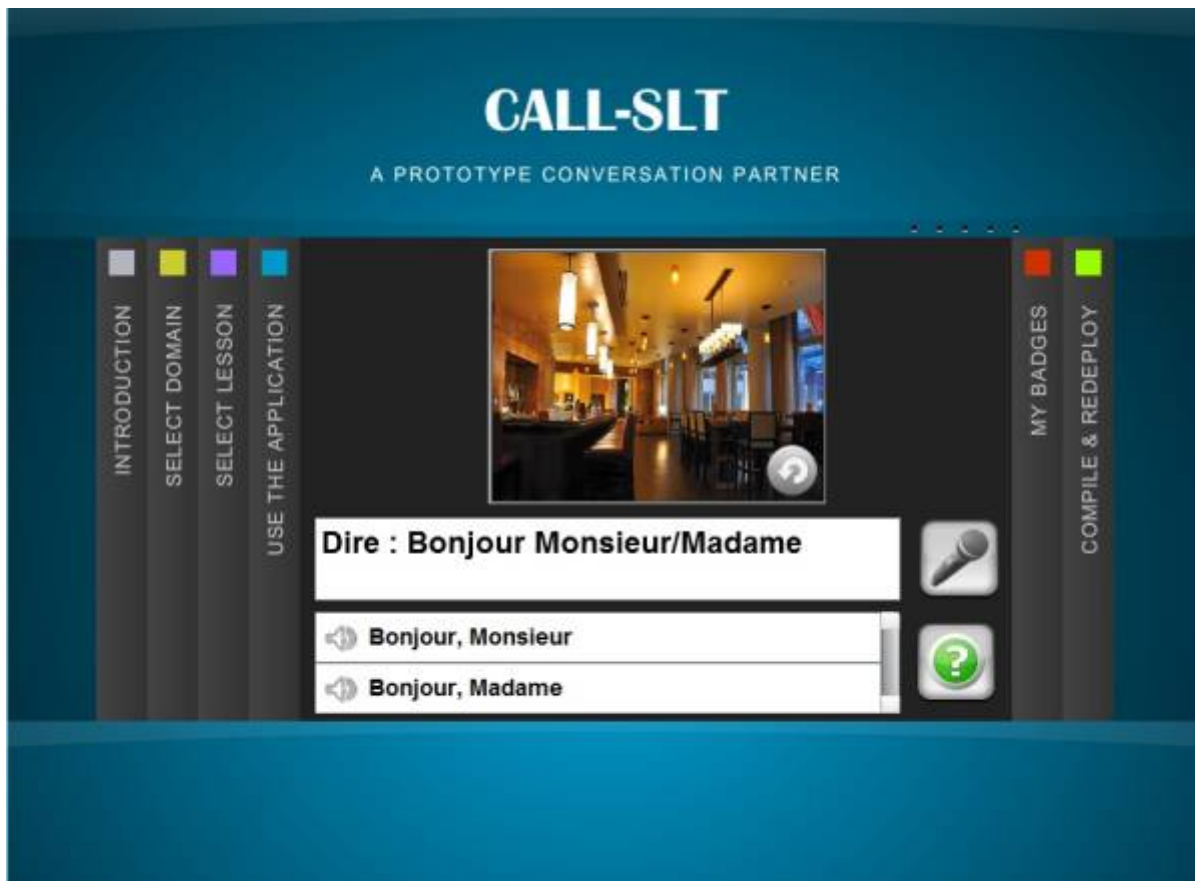 CALL-SLT
A PROTOTYPE CONVERSATION PARTNER
INTRODUCTION
SELECT DOMAIN
SELECT LESSON
USE THE APPLICATION
Dire : Bonjour Monsieur/Madame
Bonjour, Monsieur
Bonjour, Madame
?
MY BADGES
COMPILE & REDEPLOY